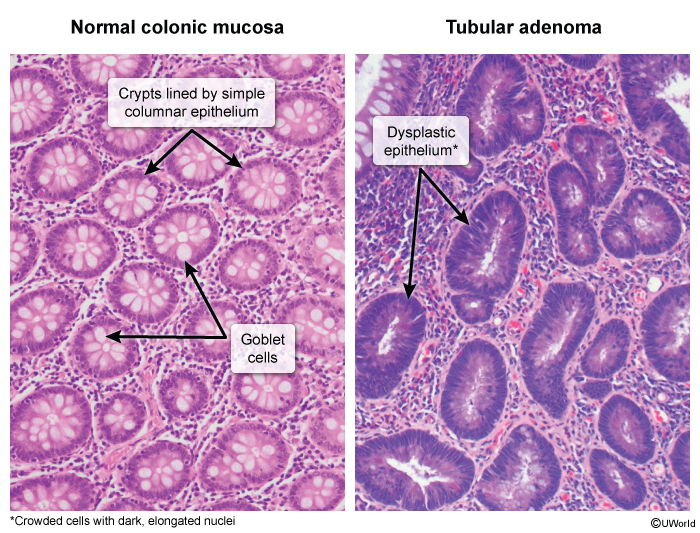 Normal colonic mucosa
Tubular adenoma
Crypts lined by simple
columnar epithelium
Dysplastic
epithelium*
Goblet
cells
*Crowded cells with dark, elongated nuclei
©UWorld